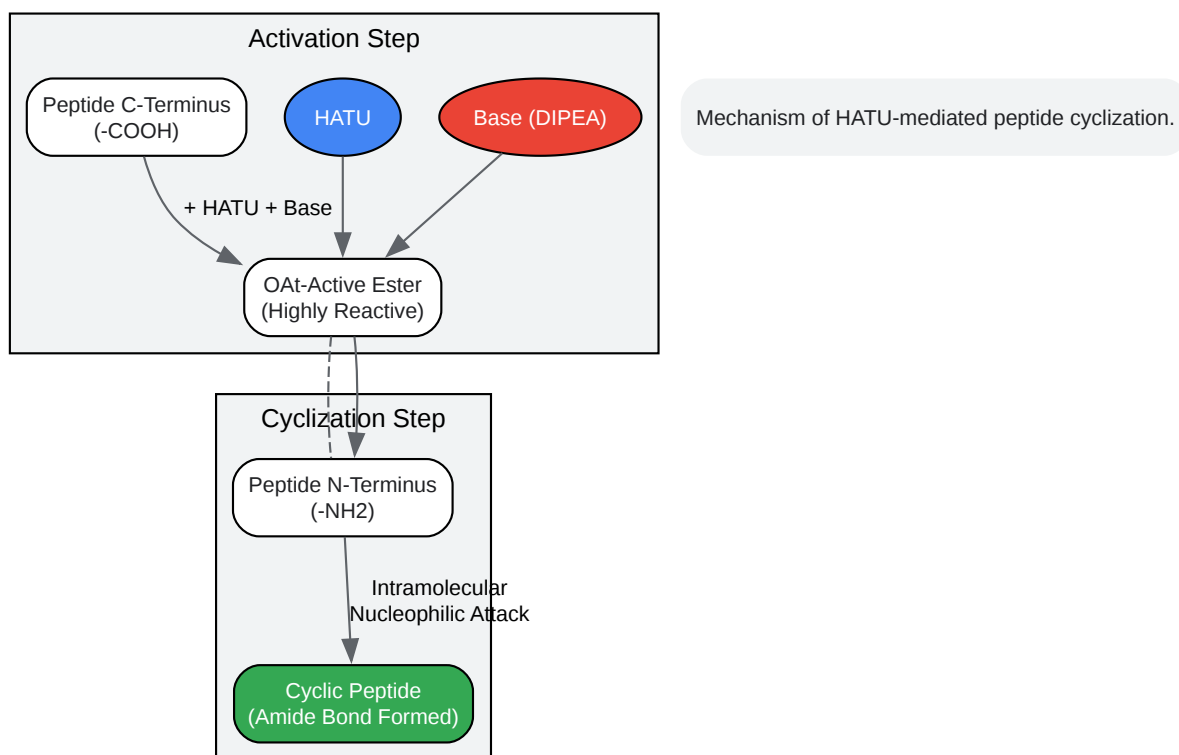 Activation Step
Peptide C-Terminus
(-COOH)
HATU
Base (DIPEA)
Mechanism of HATU-mediated peptide cyclization.
+ HATU + Base
OAt-Active Ester
(Highly Reactive)
Cyclization Step
Peptide N-Terminus
(-NH2)
Intramolecular
Nucleophilic Attack
Cyclic Peptide
(Amide Bond Formed)